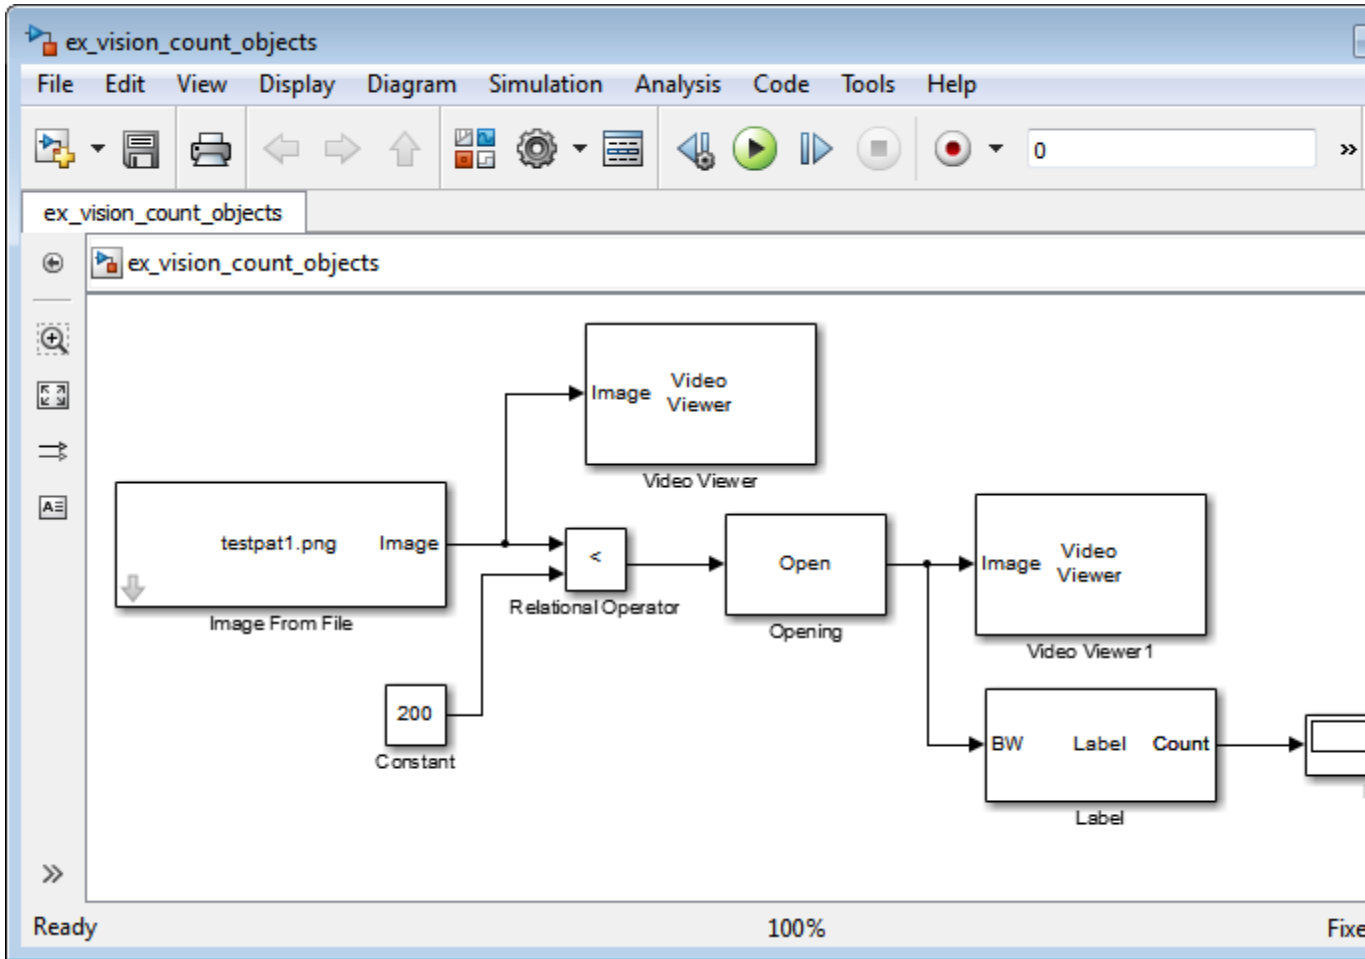 ex_vision_count_objects
File Edit View Display Diagram Simulation Analysis Code Tools Help
0
ex_vision_count_objects
ex_vision_count_objects
Image Video
Viewer
Video Viewer
testpat1.png Image
Image From File
<
Relational Operator
Open
Opening
Image Video
Viewer
Video Viewer1
200
Constant
BW Label Count
Label
Ready 100% Fixe